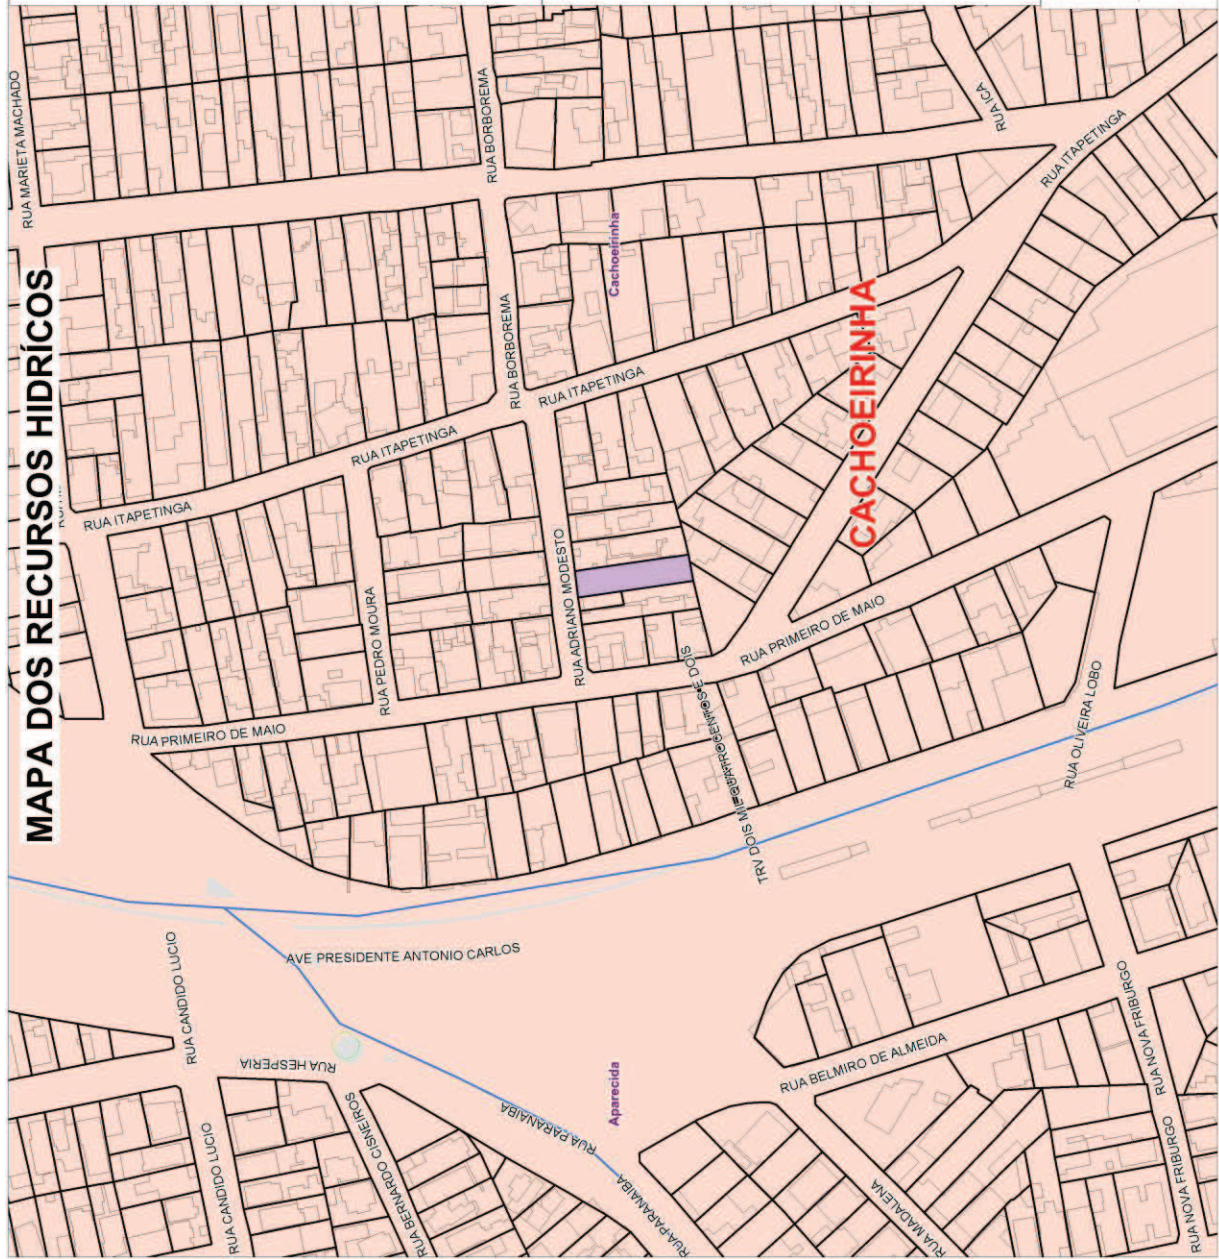 MAPA DOS RECURSOS HIDRÍCOS
RUA MARIETA MACHADO
RUA BORBOREMA
RUA ICA
RUA ITAPETINGA
Cachoeirinha
CACHOEIRINHA
RUA BORBOREMA
RUA ITAPETINGA
RUA ITAPETINGA
RUA ITAPETINGA
RUA ADRIANO MODESTO
RUA PEDRO MOURA
RUA PRIMEIRO DE MAIO
RUA PRIMEIRO DE MAIO
TRV DOIS MIL QUATROCENTOS E DOIS
RUA OLIVEIRA LOBO
AVE PRESIDENTE ANTONIO CARLOS
RUA CANDIDO LUCIO
RUA HESPERIA
RUA CANDIDO LUCIO
RUA BERNARDO CISNEIROS
RUA PARANAIBA
RUA PARANAIBA
Aparecida
RUA BELMIRO DE ALMEIDA
RUA MADALENA
RUA NOVA FRIBURGO
RUA NOVA FRIBURGO